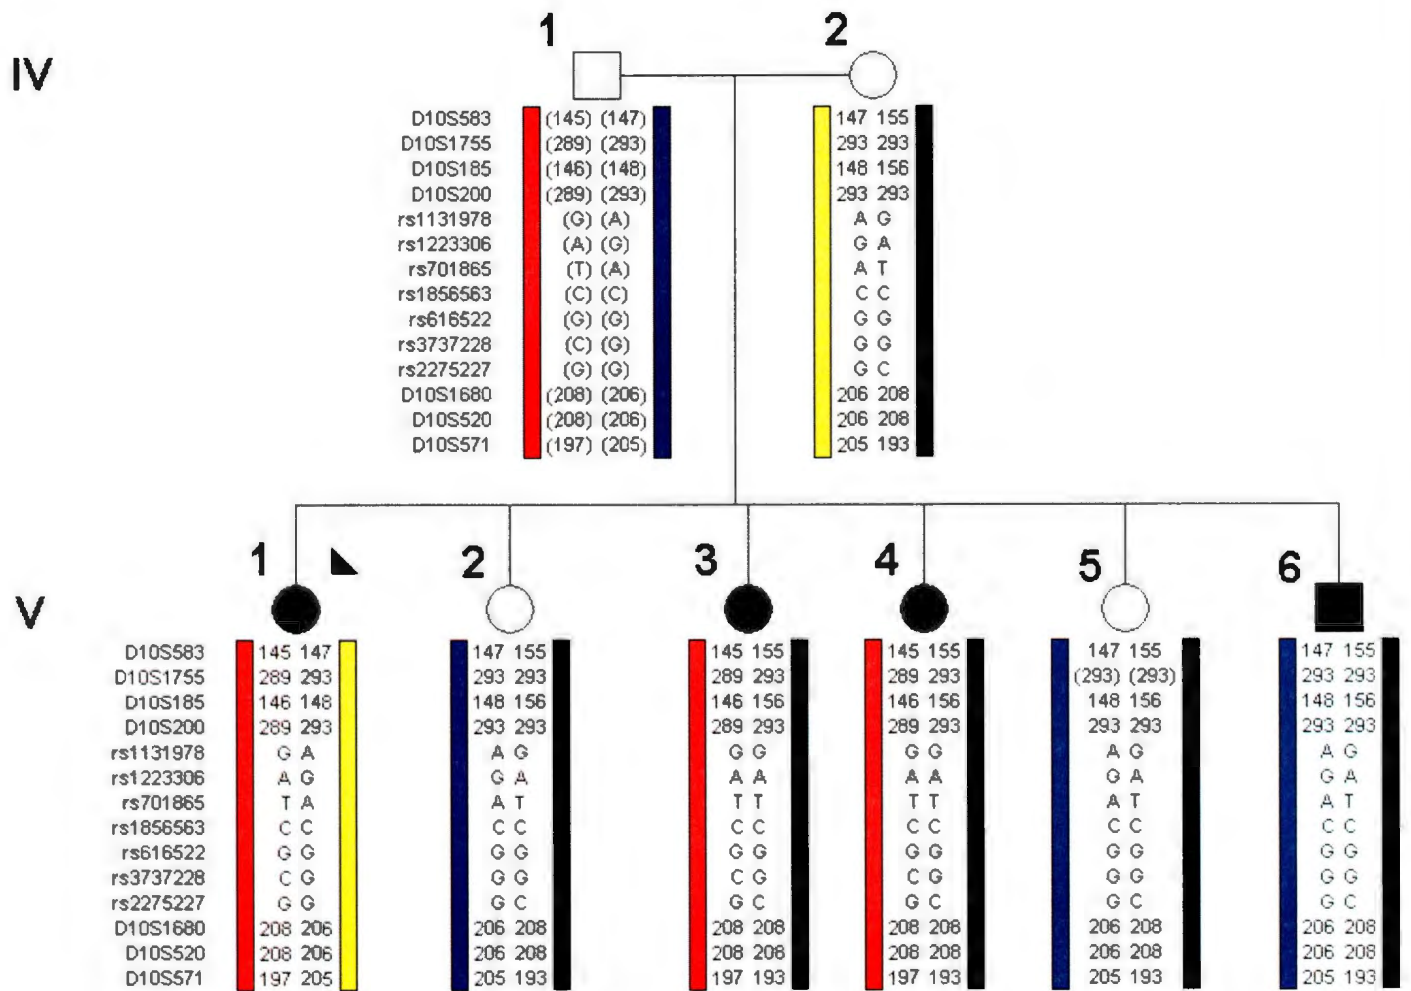 1 2
IV
D10S583 (145) (147) 147 155
D10S1755 (289) (293) 293 293
D10S185 (146) (148) 148 156
D10S200 (289) (293) 293 293
rs1131978 (G) (A) A G
rs1223306 (A) (G) G A
rs701865 (T) (A) A T
rs1856563 (C) (C) C C
rs616522 (G) (G) G G
rs3737228 (C) (G) G G
rs2275227 (G) (G) G C
D10S1680 (208) (206) 206 208
D10S520 (208) (206) 206 208
D10S571 (197) (205) 205 193
1 2 3 4 5 6
V
D10S583 145 147 147 155 145 155 145 155 147 155 147 155
D10S1755 289 293 293 293 289 293 289 293 (293) (293) 293 293
D10S185 146 148 148 156 146 156 146 156 148 156 148 156
D10S200 289 293 293 293 289 293 289 293 293 293 293 293
rs1131978 G A A G G G G G A G A G
rs1223306 A G G A A A A A G A G A
rs701865 T A A T T T T T A T A T
rs1856563 C C C C C C C C C C C C
rs616522 G G G G G G G G G G G G
rs3737228 C G G G C G C G G G G G
rs2275227 G G G C G C G C G C G C
D10S1680 208 206 206 208 208 208 208 208 206 208 206 208
D10S520 208 206 206 208 208 208 208 208 206 208 206 208
D10S571 197 205 205 193 197 193 197 193 205 193 205 193